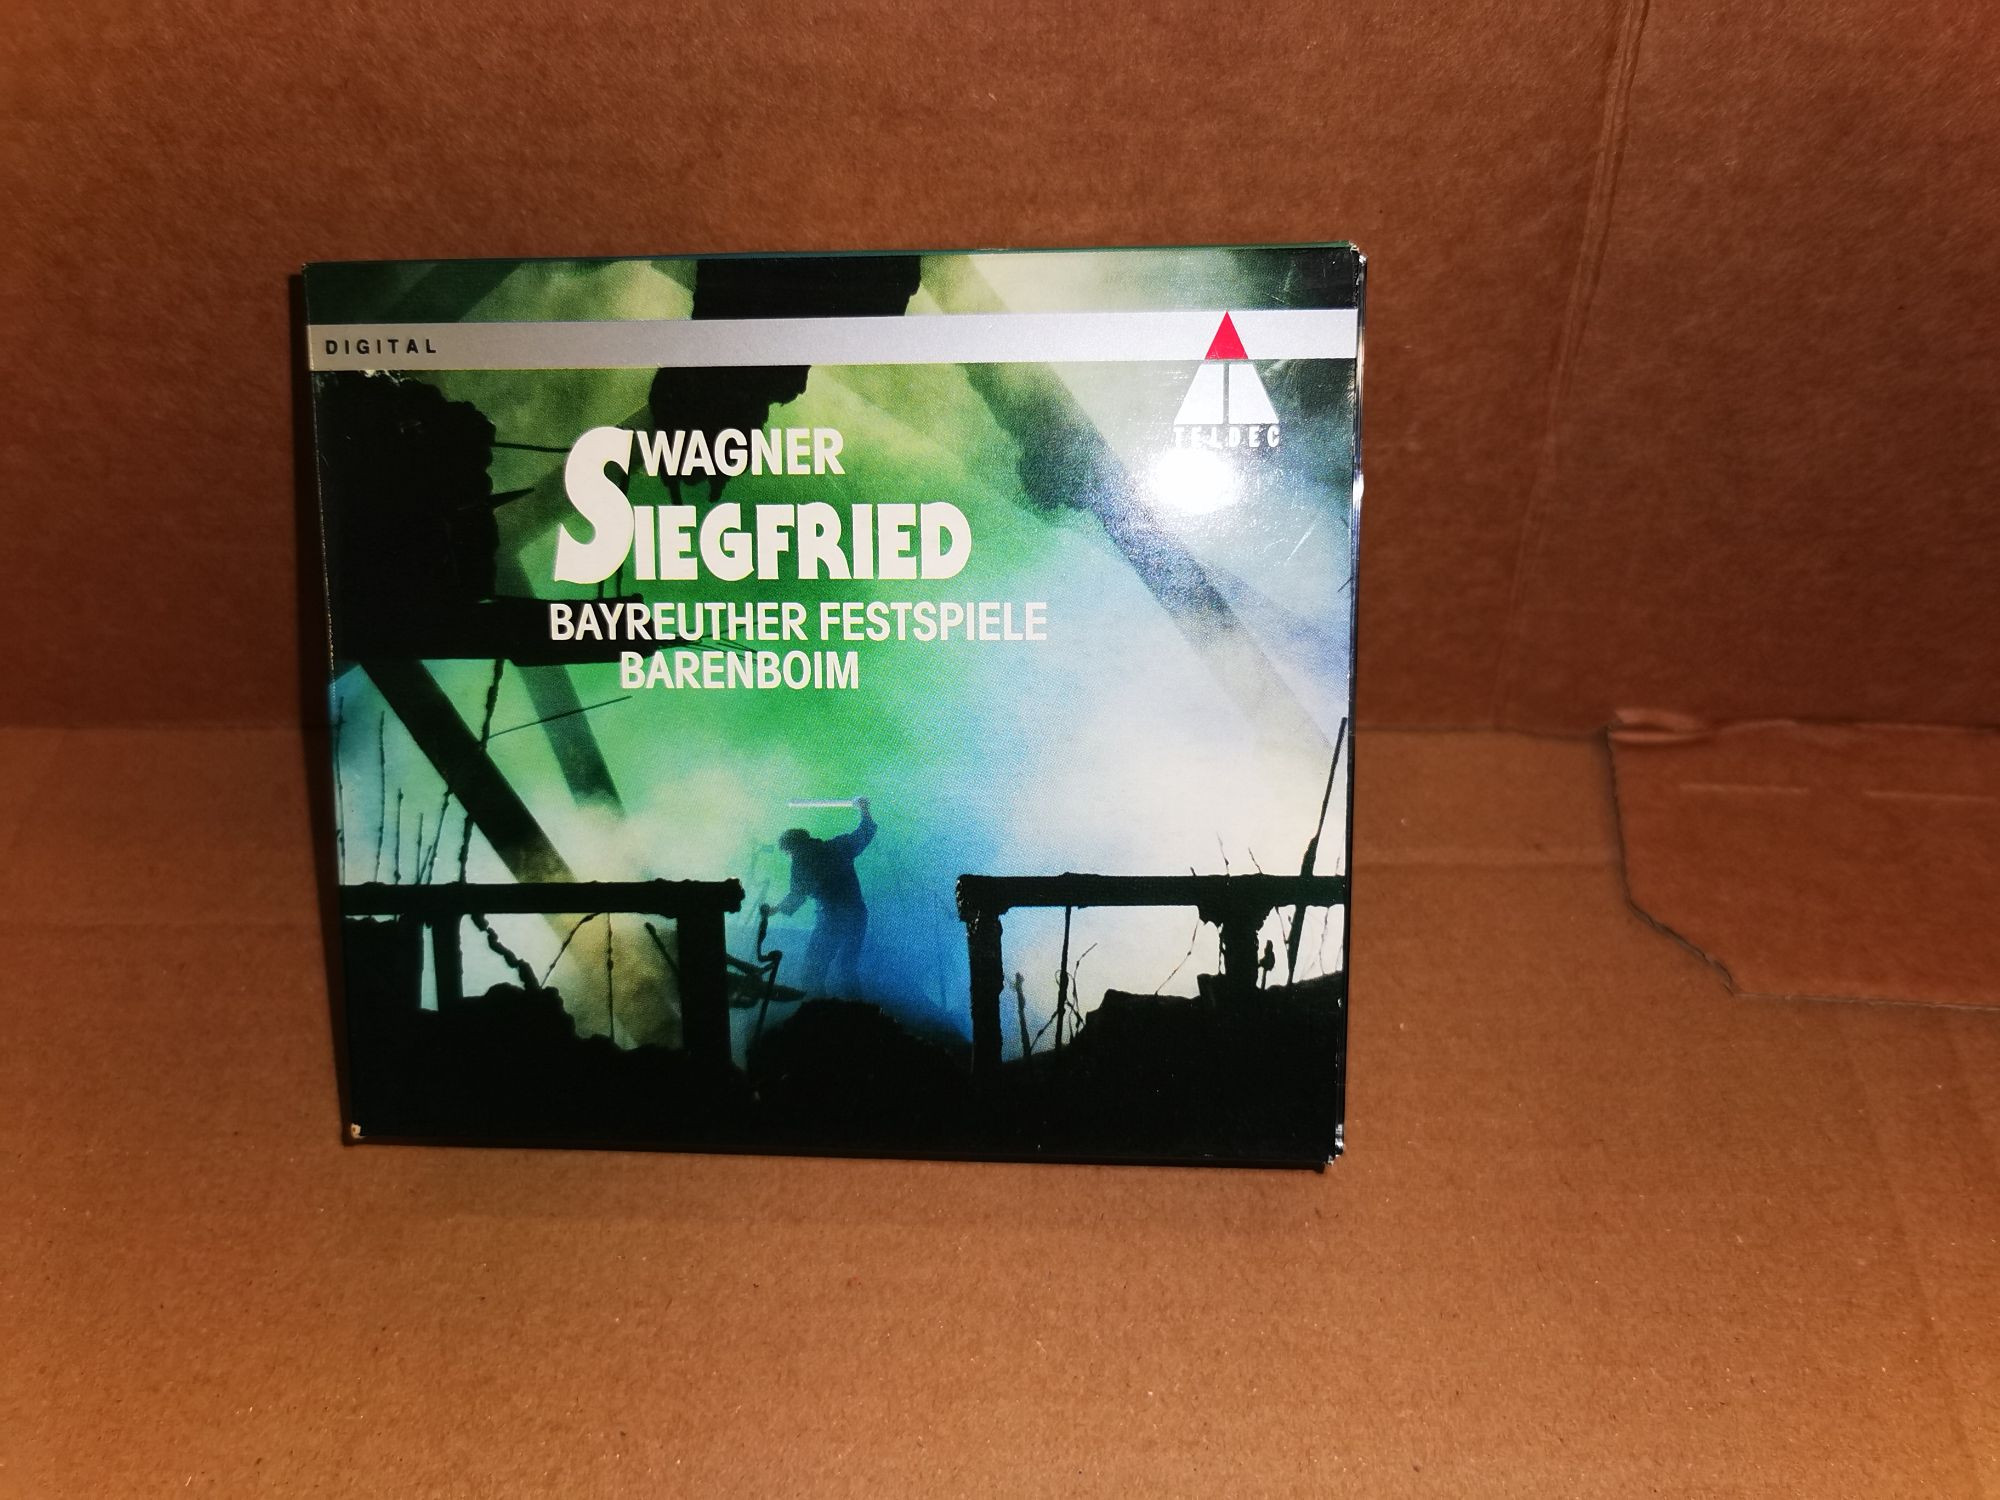 DIGITAL
TELDEC
WAGNER
SIEGFRIED
BAYREUTHER FESTSPIELE
BARENBOIM